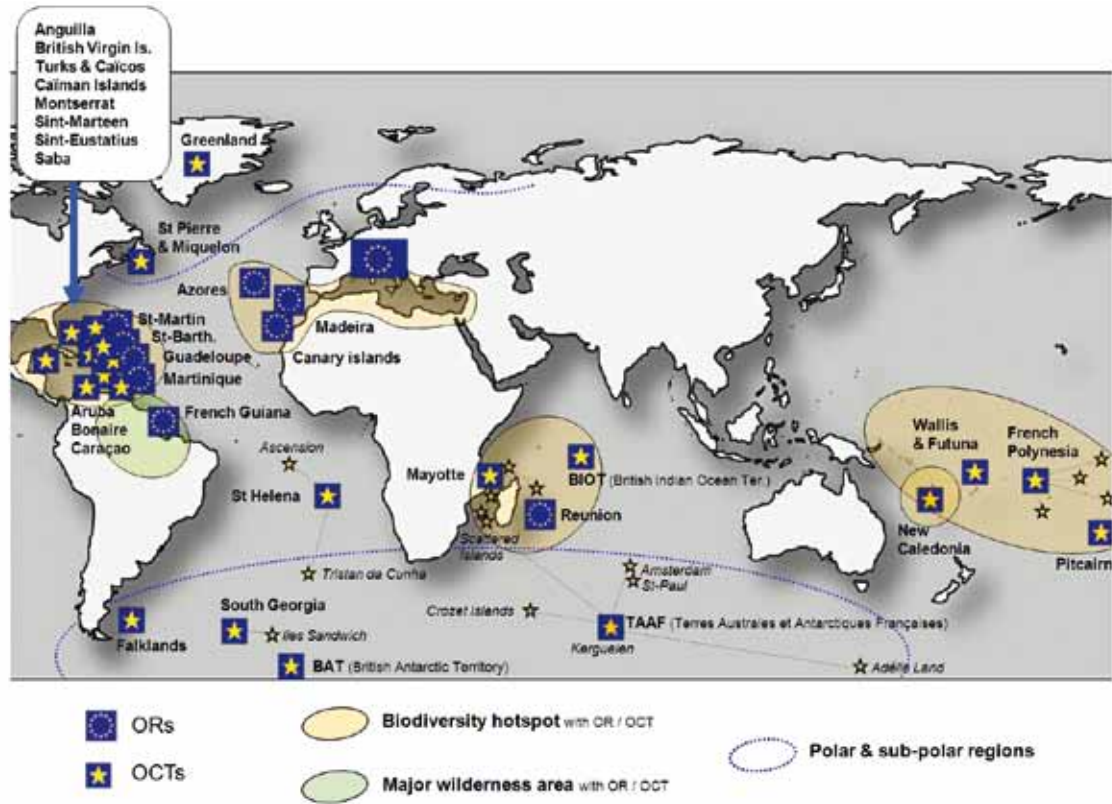 Anguilla
British Virgin Is.
Turks & Caïcos
Caïman Islands
Montserrat
Sint-Marteen
Sint-Eustatius
Saba
Greenland
St Pierre
& Miquelon
Azores
Madeira
Canary islands
St-Martin
St-Barth.
Guadeloupe
Martinique
Aruba
Bonaire
Caraçao
French Guiana
Ascension
St Helena
Tristan da Cunha
Mayotte
BIOT (British Indian Ocean Ter.)
Reunion
Scattered
Islands
Wallis
& Futuna
French
Polynesia
New
Caledonia
Pitcairn
Amsterdam
St-Paul
Crozet Islands
TAAF (Terres Australes et Antarctiques Françaises)
Kerguelen
Adélie Land
Falklands
South Georgia
Iles Sandwich
BAT (British Antarctic Territory)
ORs
OCTs
Biodiversity hotspot with OR / OCT
Major wilderness area with OR / OCT
Polar & sub-polar regions